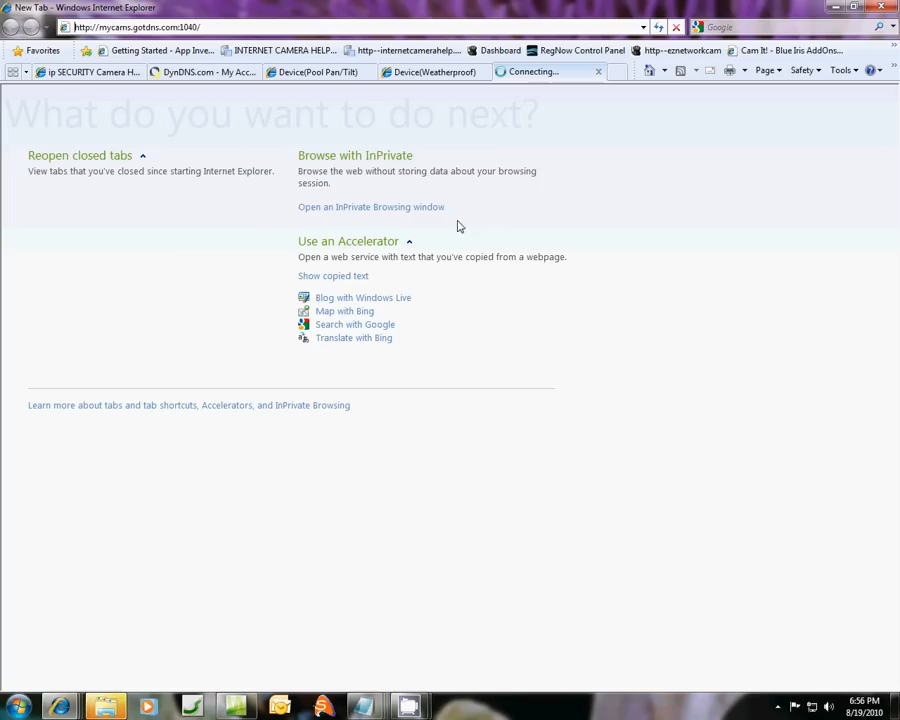 New Tab - Windows Internet Explorer
http://mycams.gotdns.com:1040/
Google
Favorites
Getting Started - App Inve...
INTERNET CAMERA HELP...
http--internetcamerahelp....
Dashboard
RegNow Control Panel
http--eznetworkcam
Cam It! - Blue Iris AddOns...
ip SECURITY Camera H...
DynDNS.com - My Acc...
Device(Pool Pan/Tilt)
Device(Weatherproof)
Connecting...
Page
Safety
Tools
What do you want to do next?
Reopen closed tabs
View tabs that you've closed since starting Internet Explorer.
Browse with InPrivate
Browse the web without storing data about your browsing
session.
Open an InPrivate Browsing window
Use an Accelerator
Open a web service with text that you've copied from a webpage.
Show copied text
Blog with Windows Live
Map with Bing
Search with Google
Translate with Bing
Learn more about tabs and tab shortcuts, Accelerators, and InPrivate Browsing
6:56 PM
8/19/2010